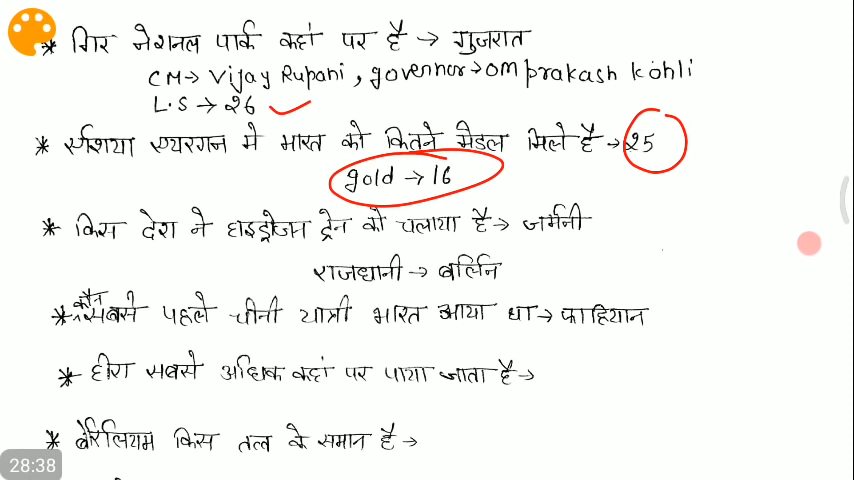 * गिर नेशनल पार्क कहां पर है → गुजरात
CM → Vijay Rupani, governor → omprakash kohli
L.S → 26
* एशिया एयरगन मे भारत को कितने मेडल मिले है → 25
gold → 16
* किस देश ने हाइड्रोजन ट्रेन को चलाया है → जर्मनी
राजधानी → बर्लिन
* कौन सबसे पहले चीनी यात्री भारत आया था → फाहियान
* हीरा सबसे अधिक कहां पर पाया जाता है →
* बेरिलियम किस तत्व के समान है →
28:38